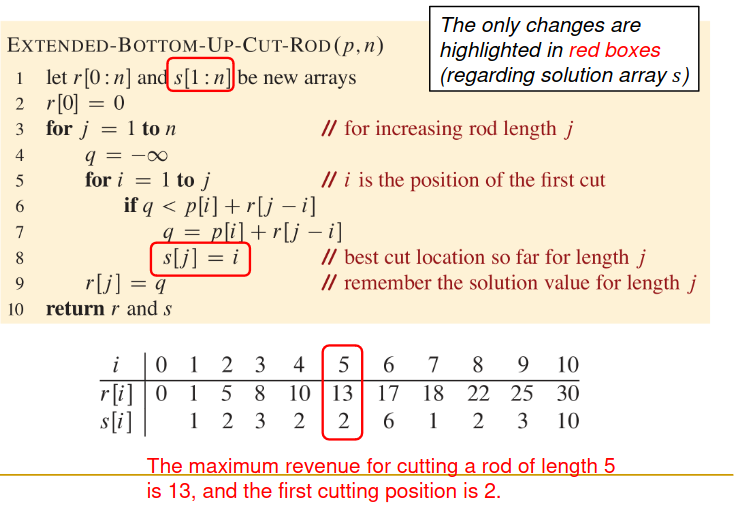 The only changes are
highlighted in red boxes
(regarding solution array s)
EXTENDED-BOTTOM-UP-CUT-ROD(p, n)
1 let r[0:n] and s[1:n] be new arrays
2 r[0] = 0
3 for j = 1 to n // for increasing rod length j
4 q = −∞
5 for i = 1 to j // i is the position of the first cut
6 if q < p[i] + r[j − i]
7 q = p[i] + r[j − i]
8 s[j] = i // best cut location so far for length j
9 r[j] = q // remember the solution value for length j
10 return r and s
i 0 1 2 3 4 5 6 7 8 9 10
r[i] 0 1 5 8 10 13 17 18 22 25 30
s[i] 1 2 3 2 2 6 1 2 3 10
The maximum revenue for cutting a rod of length 5
is 13, and the first cutting position is 2.